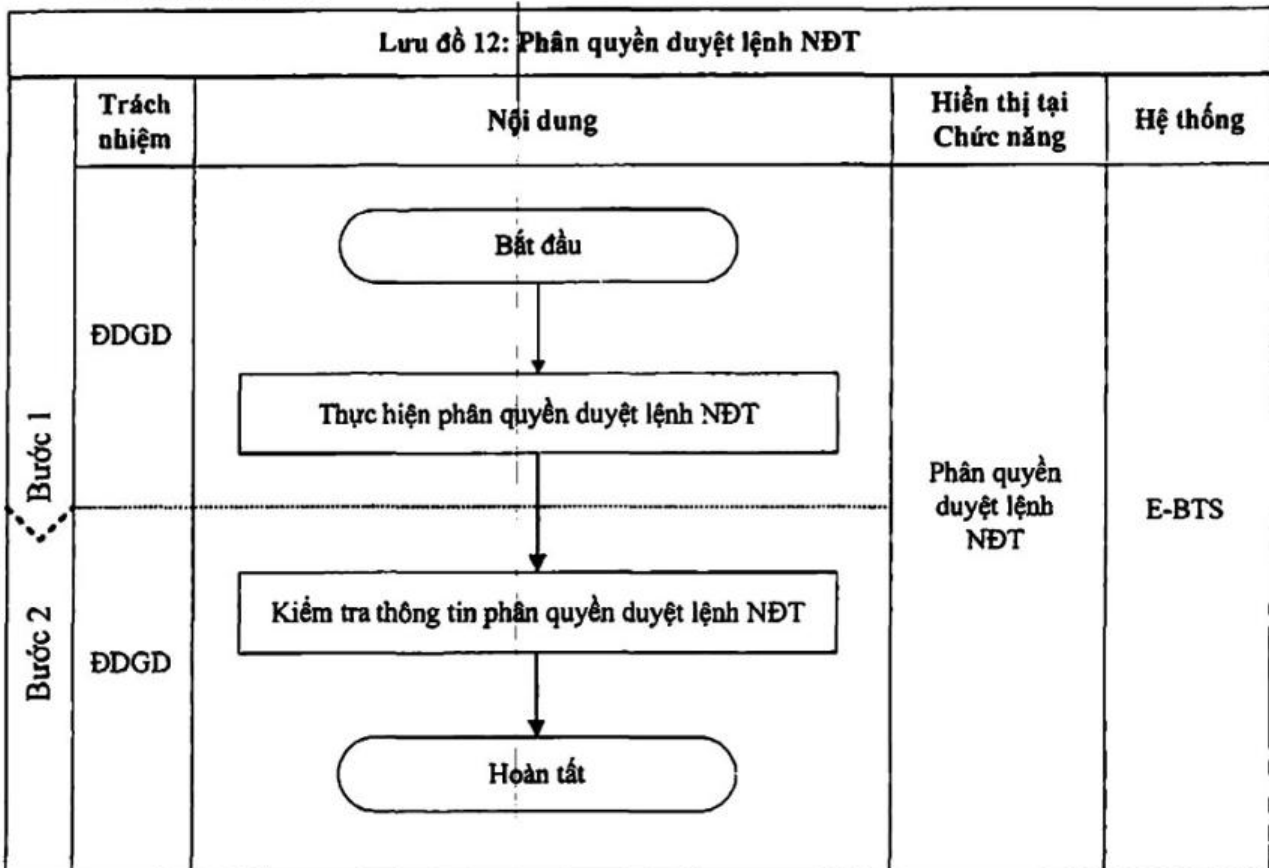 Lưu đồ 12: Phân quyền duyệt lệnh NĐT
Trách
nhiệm
Nội dung
Hiển thị tại
Chức năng
Hệ thống
Bước 1
ĐDGD
Bắt đầu
Thực hiện phân quyền duyệt lệnh NĐT
Phân quyền
duyệt lệnh
NĐT
E-BTS
Bước 2
ĐDGD
Kiểm tra thông tin phân quyền duyệt lệnh NĐT
Hoàn tất